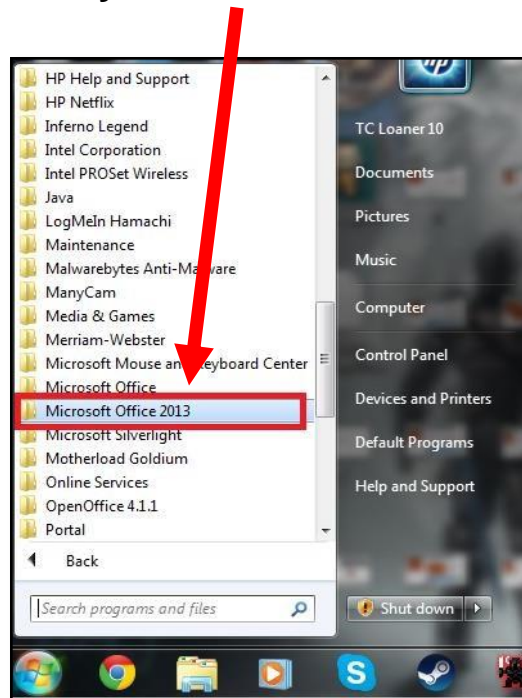 hp
HP Help and Support
HP Netflix
Inferno Legend
Intel Corporation
Intel PROSet Wireless
Java
LogMeIn Hamachi
Maintenance
Malwarebytes Anti-Malware
ManyCam
Media & Games
Merriam-Webster
Microsoft Mouse and Keyboard Center
Microsoft Office
Microsoft Office 2013
Microsoft Silverlight
Motherload Goldium
Online Services
OpenOffice 4.1.1
Portal
Back
Search programs and files
TC Loaner 10
Documents
Pictures
Music
Computer
Control Panel
Devices and Printers
Default Programs
Help and Support
Shut down
S